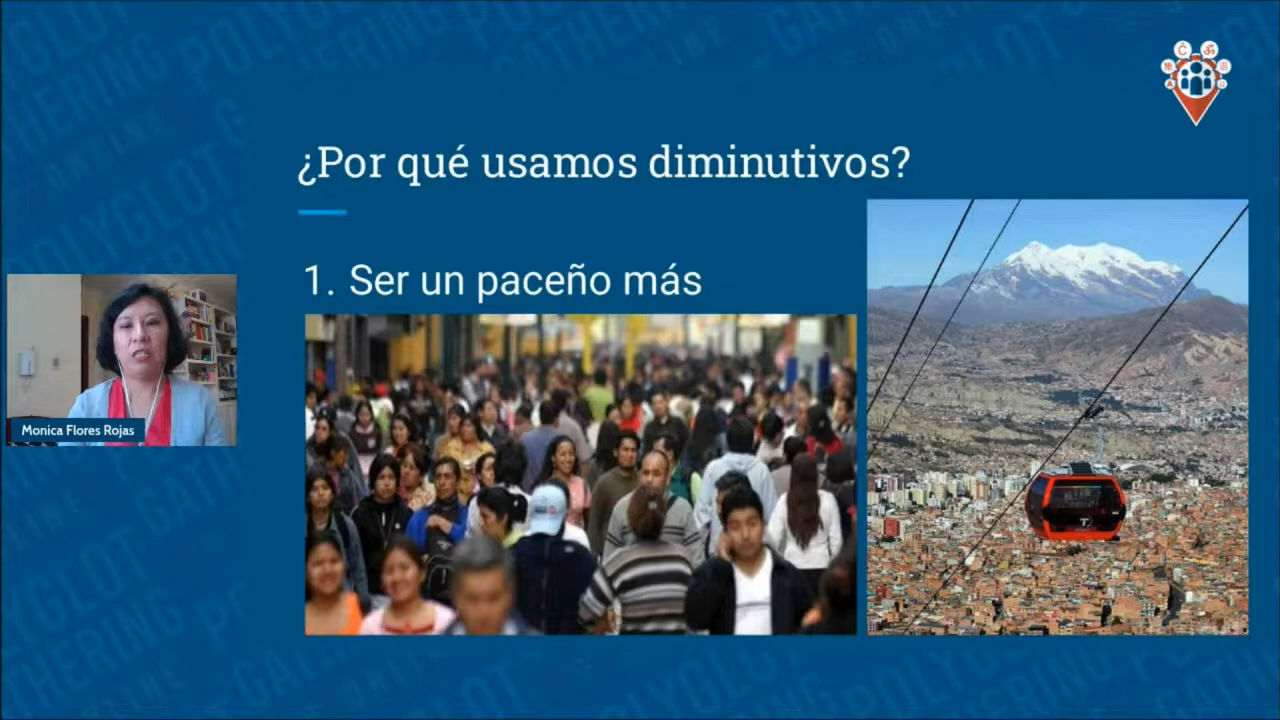 ¿Por qué usamos diminutivos?
1. Ser un paceño más
Monica Flores Rojas